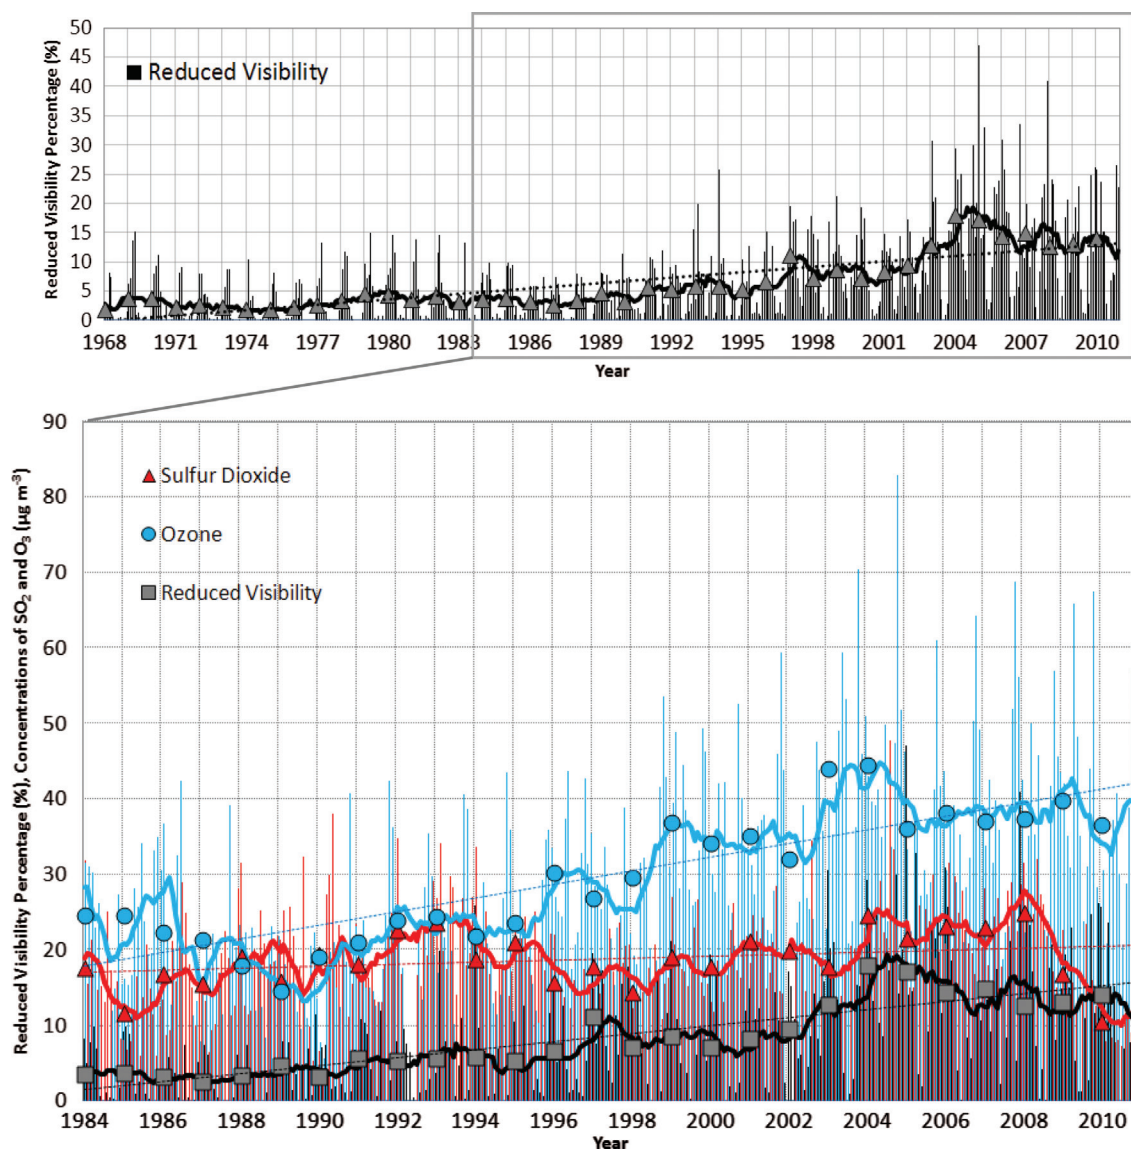 50
45
40
35
30
25
20
15
10
5
0
Reduced Visibility Percentage (%)
Reduced Visibility
1968 1971 1974 1977 1980 1983 1986 1989 1992 1995 1998 2001 2004 2007 2010
Year
90
80
70
60
50
40
30
20
10
0
Reduced Visibility Percentage (%), Concentrations of SO2 and O3 (µg m-3)
Sulfur Dioxide
Ozone
Reduced Visibility
1984 1986 1988 1990 1992 1994 1996 1998 2000 2002 2004 2006 2008 2010
Year